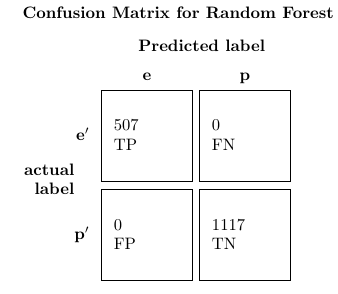 Confusion Matrix for Random Forest
Predicted label
e p
e′
507
TP
0
FN
actual
label
p′
0
FP
1117
TN